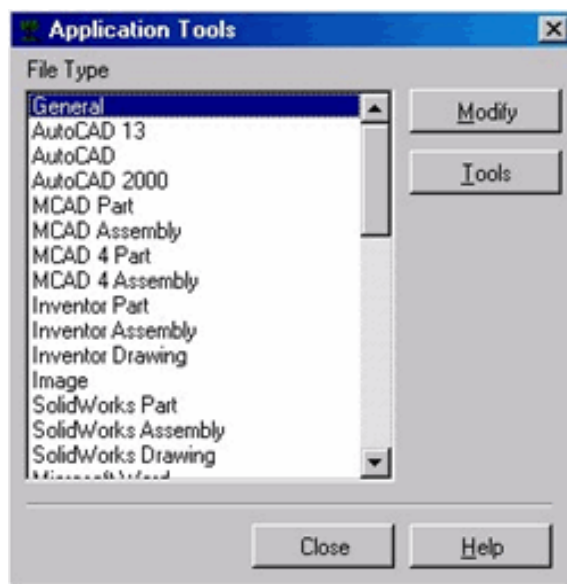 Application Tools
File Type
General
AutoCAD 13
AutoCAD
AutoCAD 2000
MCAD Part
MCAD Assembly
MCAD 4 Part
MCAD 4 Assembly
Inventor Part
Inventor Assembly
Inventor Drawing
Image
SolidWorks Part
SolidWorks Assembly
SolidWorks Drawing
Modify
Tools
Close
Help